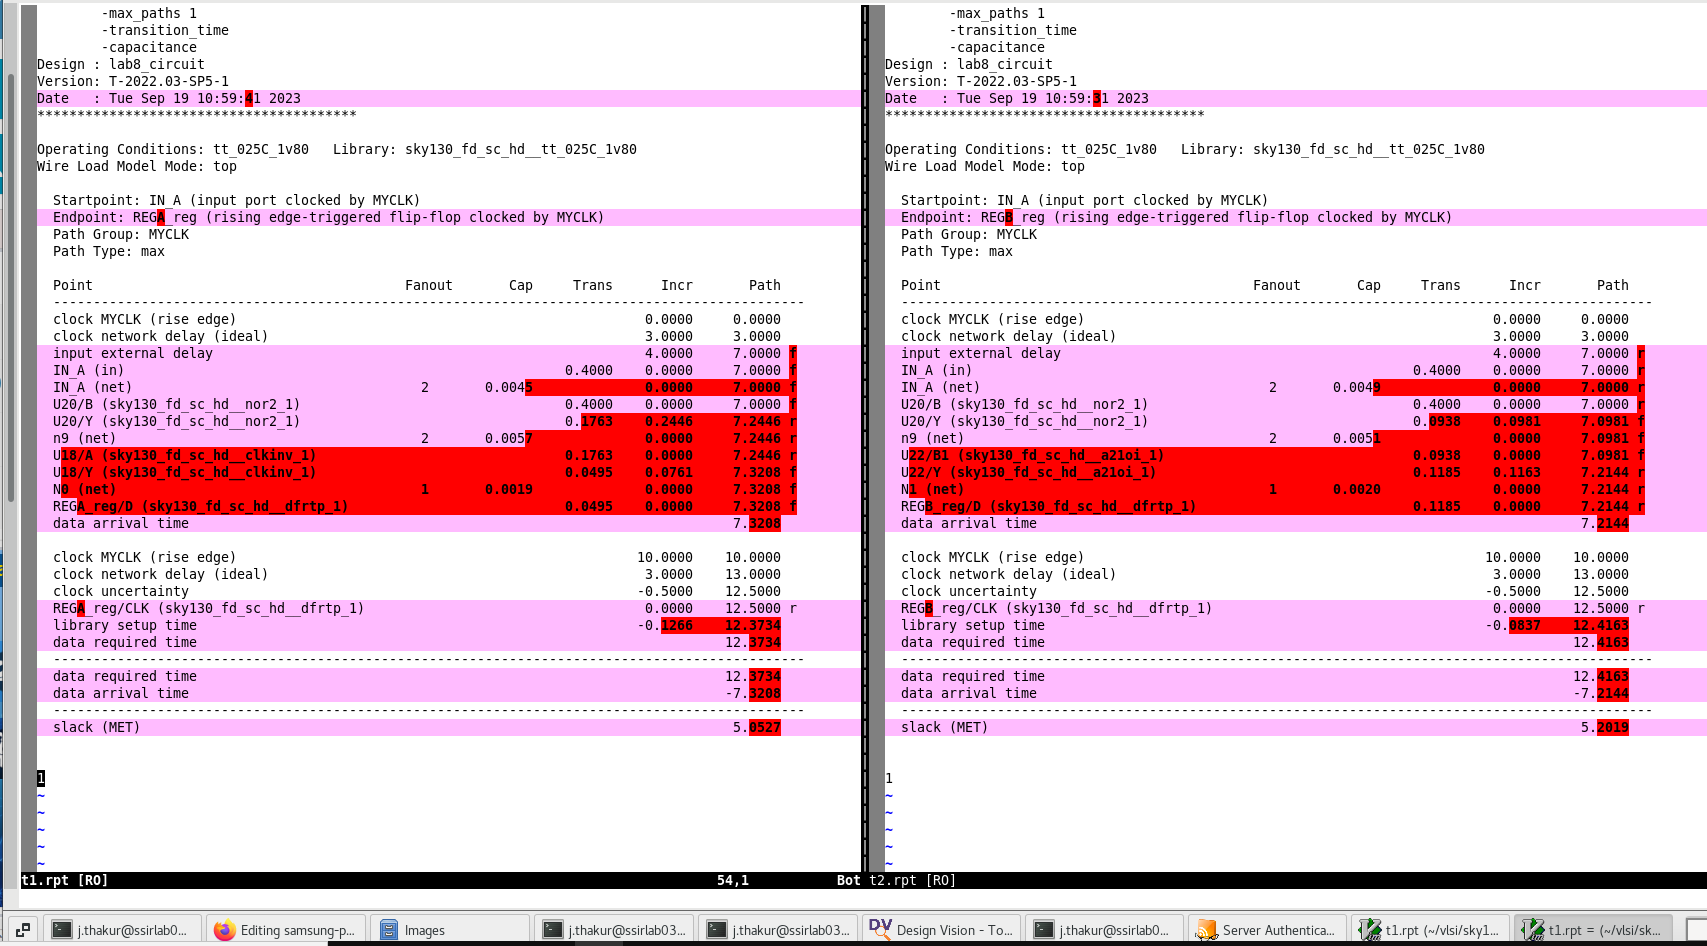 -max_paths 1
-transition_time
-capacitance
Design : lab8_circuit
Version: T-2022.03-SP5-1
Date   : Tue Sep 19 10:59:41 2023
****************************************
Operating Conditions: tt_025C_1v80   Library: sky130_fd_sc_hd__tt_025C_1v80
Wire Load Model Mode: top
Startpoint: IN_A (input port clocked by MYCLK)
Endpoint: REGA_reg (rising edge-triggered flip-flop clocked by MYCLK)
Path Group: MYCLK
Path Type: max
Point Fanout Cap Trans Incr Path
------------------------------------------------------------------------------------------
clock MYCLK (rise edge) 0.0000 0.0000
clock network delay (ideal) 3.0000 3.0000
input external delay 4.0000 7.0000 f
IN_A (in) 0.4000 0.0000 7.0000 f
IN_A (net) 2 0.0045 0.0000 7.0000 f
U20/B (sky130_fd_sc_hd__nor2_1) 0.4000 0.0000 7.0000 f
U20/Y (sky130_fd_sc_hd__nor2_1) 0.1763 0.2446 7.2446 r
n9 (net) 2 0.0057 0.0000 7.2446 r
U18/A (sky130_fd_sc_hd__clkinv_1) 0.1763 0.0000 7.2446 r
U18/Y (sky130_fd_sc_hd__clkinv_1) 0.0495 0.0761 7.3208 f
N0 (net) 1 0.0019 0.0000 7.3208 f
REGA_reg/D (sky130_fd_sc_hd__dfrtp_1) 0.0495 0.0000 7.3208 f
data arrival time 7.3208
clock MYCLK (rise edge) 10.0000 10.0000
clock network delay (ideal) 3.0000 13.0000
clock uncertainty -0.5000 12.5000
REGA_reg/CLK (sky130_fd_sc_hd__dfrtp_1) 0.0000 12.5000 r
library setup time -0.1266 12.3734
data required time 12.3734
------------------------------------------------------------------------------------------
data required time 12.3734
data arrival time -7.3208
------------------------------------------------------------------------------------------
slack (MET) 5.0527
1
~
~
~
~
~
t1.rpt [RO] 54,1 Bot
-max_paths 1
-transition_time
-capacitance
Design : lab8_circuit
Version: T-2022.03-SP5-1
Date   : Tue Sep 19 10:59:31 2023
****************************************
Operating Conditions: tt_025C_1v80   Library: sky130_fd_sc_hd__tt_025C_1v80
Wire Load Model Mode: top
Startpoint: IN_A (input port clocked by MYCLK)
Endpoint: REGB_reg (rising edge-triggered flip-flop clocked by MYCLK)
Path Group: MYCLK
Path Type: max
Point Fanout Cap Trans Incr Path
------------------------------------------------------------------------------------------
clock MYCLK (rise edge) 0.0000 0.0000
clock network delay (ideal) 3.0000 3.0000
input external delay 4.0000 7.0000 r
IN_A (in) 0.4000 0.0000 7.0000 r
IN_A (net) 2 0.0049 0.0000 7.0000 r
U20/B (sky130_fd_sc_hd__nor2_1) 0.4000 0.0000 7.0000 r
U20/Y (sky130_fd_sc_hd__nor2_1) 0.0938 0.0981 7.0981 f
n9 (net) 2 0.0051 0.0000 7.0981 f
U22/B1 (sky130_fd_sc_hd__a21oi_1) 0.0938 0.0000 7.0981 f
U22/Y (sky130_fd_sc_hd__a21oi_1) 0.1185 0.1163 7.2144 r
N1 (net) 1 0.0020 0.0000 7.2144 r
REGB_reg/D (sky130_fd_sc_hd__dfrtp_1) 0.1185 0.0000 7.2144 r
data arrival time 7.2144
clock MYCLK (rise edge) 10.0000 10.0000
clock network delay (ideal) 3.0000 13.0000
clock uncertainty -0.5000 12.5000
REGB_reg/CLK (sky130_fd_sc_hd__dfrtp_1) 0.0000 12.5000 r
library setup time -0.0837 12.4163
data required time 12.4163
------------------------------------------------------------------------------------------
data required time 12.4163
data arrival time -7.2144
------------------------------------------------------------------------------------------
slack (MET) 5.2019
1
~
~
~
~
~
t2.rpt [RO]
j.thakur@ssirlab0...
Editing samsung-p...
Images
j.thakur@ssirlab03...
j.thakur@ssirlab03...
DV Design Vision - To...
j.thakur@ssirlab0...
Server Authentica...
t1.rpt (~/vlsi/sky1...
t1.rpt = (~/vlsi/sk...